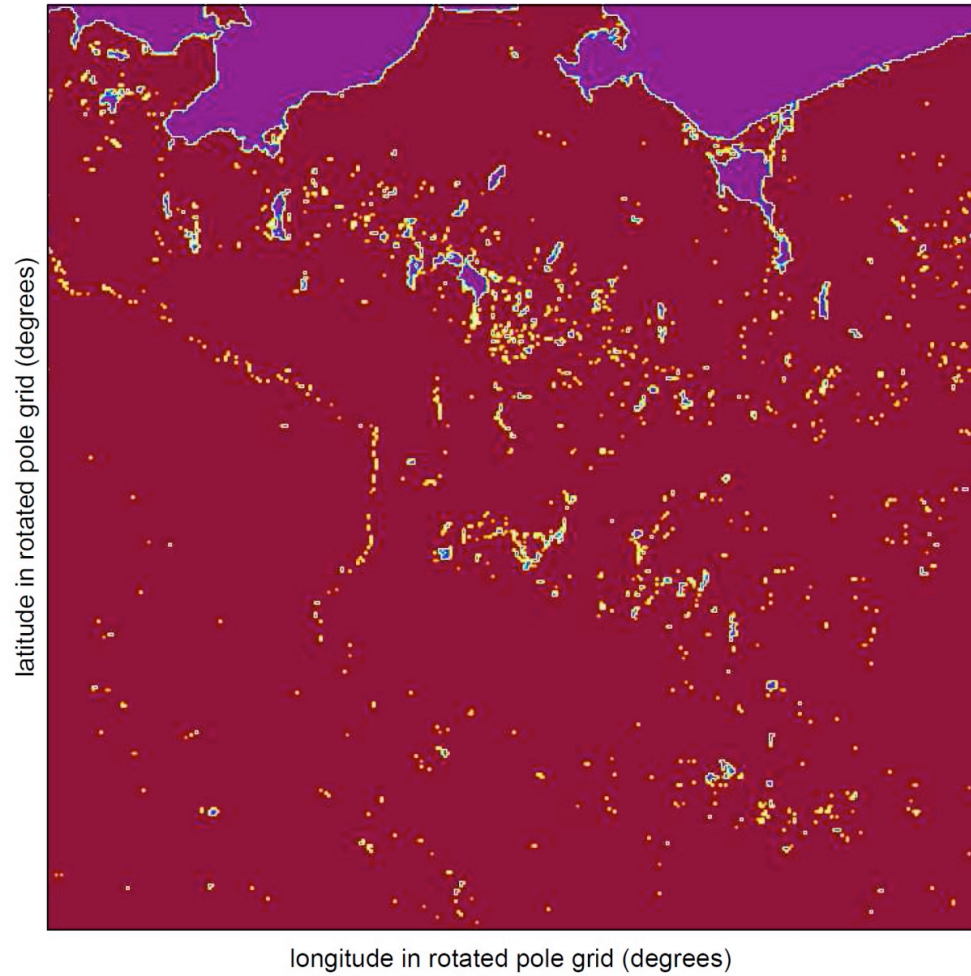 latitude in rotated pole grid (degrees)
longitude in rotated pole grid (degrees)